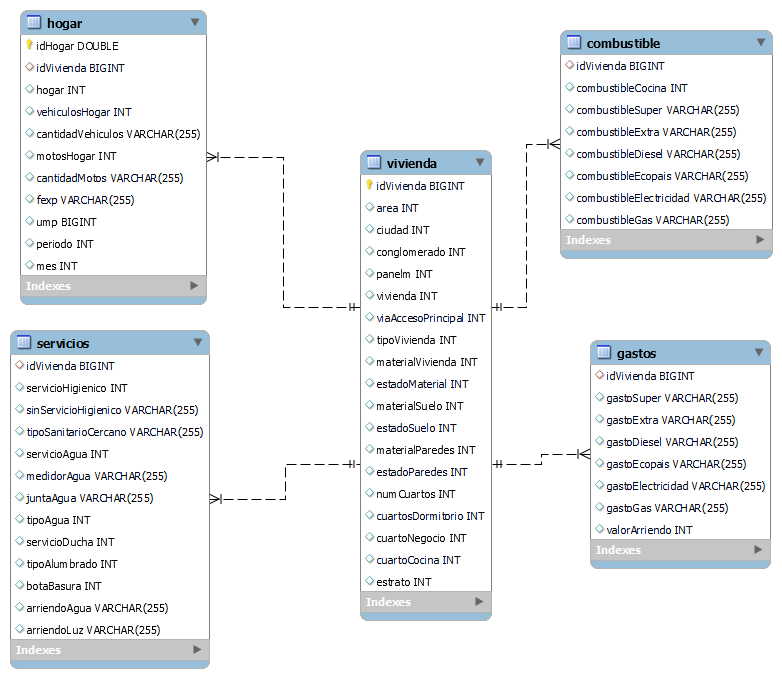 hogar
idHogar DOUBLE
idVivienda BIGINT
hogar INT
vehiculosHogar INT
cantidadVehiculos VARCHAR(255)
motosHogar INT
cantidadMotos VARCHAR(255)
fexp VARCHAR(255)
ump BIGINT
periodo INT
mes INT
Indexes
servicios
idVivienda BIGINT
servicioHigienico INT
sinServicioHigienico VARCHAR(255)
tipoSanitarioCercano VARCHAR(255)
servicioAgua INT
medidorAgua VARCHAR(255)
juntaAgua VARCHAR(255)
tipoAgua INT
servicioDucha INT
tipoAlumbrado INT
botaBasura INT
arriendoAgua VARCHAR(255)
arriendoLuz VARCHAR(255)
Indexes
vivienda
idVivienda BIGINT
area INT
ciudad INT
conglomerado INT
panelm INT
vivienda INT
viaAccesoPrincipal INT
tipoVivienda INT
materialVivienda INT
estadoMaterial INT
materialSuelo INT
estadoSuelo INT
materialParedes INT
estadoParedes INT
numCuartos INT
cuartosDormitorio INT
cuartoNegocio INT
cuartoCocina INT
estrato INT
Indexes
combustible
idVivienda BIGINT
combustibleCocina INT
combustibleSuper VARCHAR(255)
combustibleExtra VARCHAR(255)
combustibleDiesel VARCHAR(255)
combustibleEcopais VARCHAR(255)
combustibleElectricidad VARCHAR(255)
combustibleGas VARCHAR(255)
Indexes
gastos
idVivienda BIGINT
gastoSuper VARCHAR(255)
gastoExtra VARCHAR(255)
gastoDiesel VARCHAR(255)
gastoEcopais VARCHAR(255)
gastoElectricidad VARCHAR(255)
gastoGas VARCHAR(255)
valorArriendo INT
Indexes